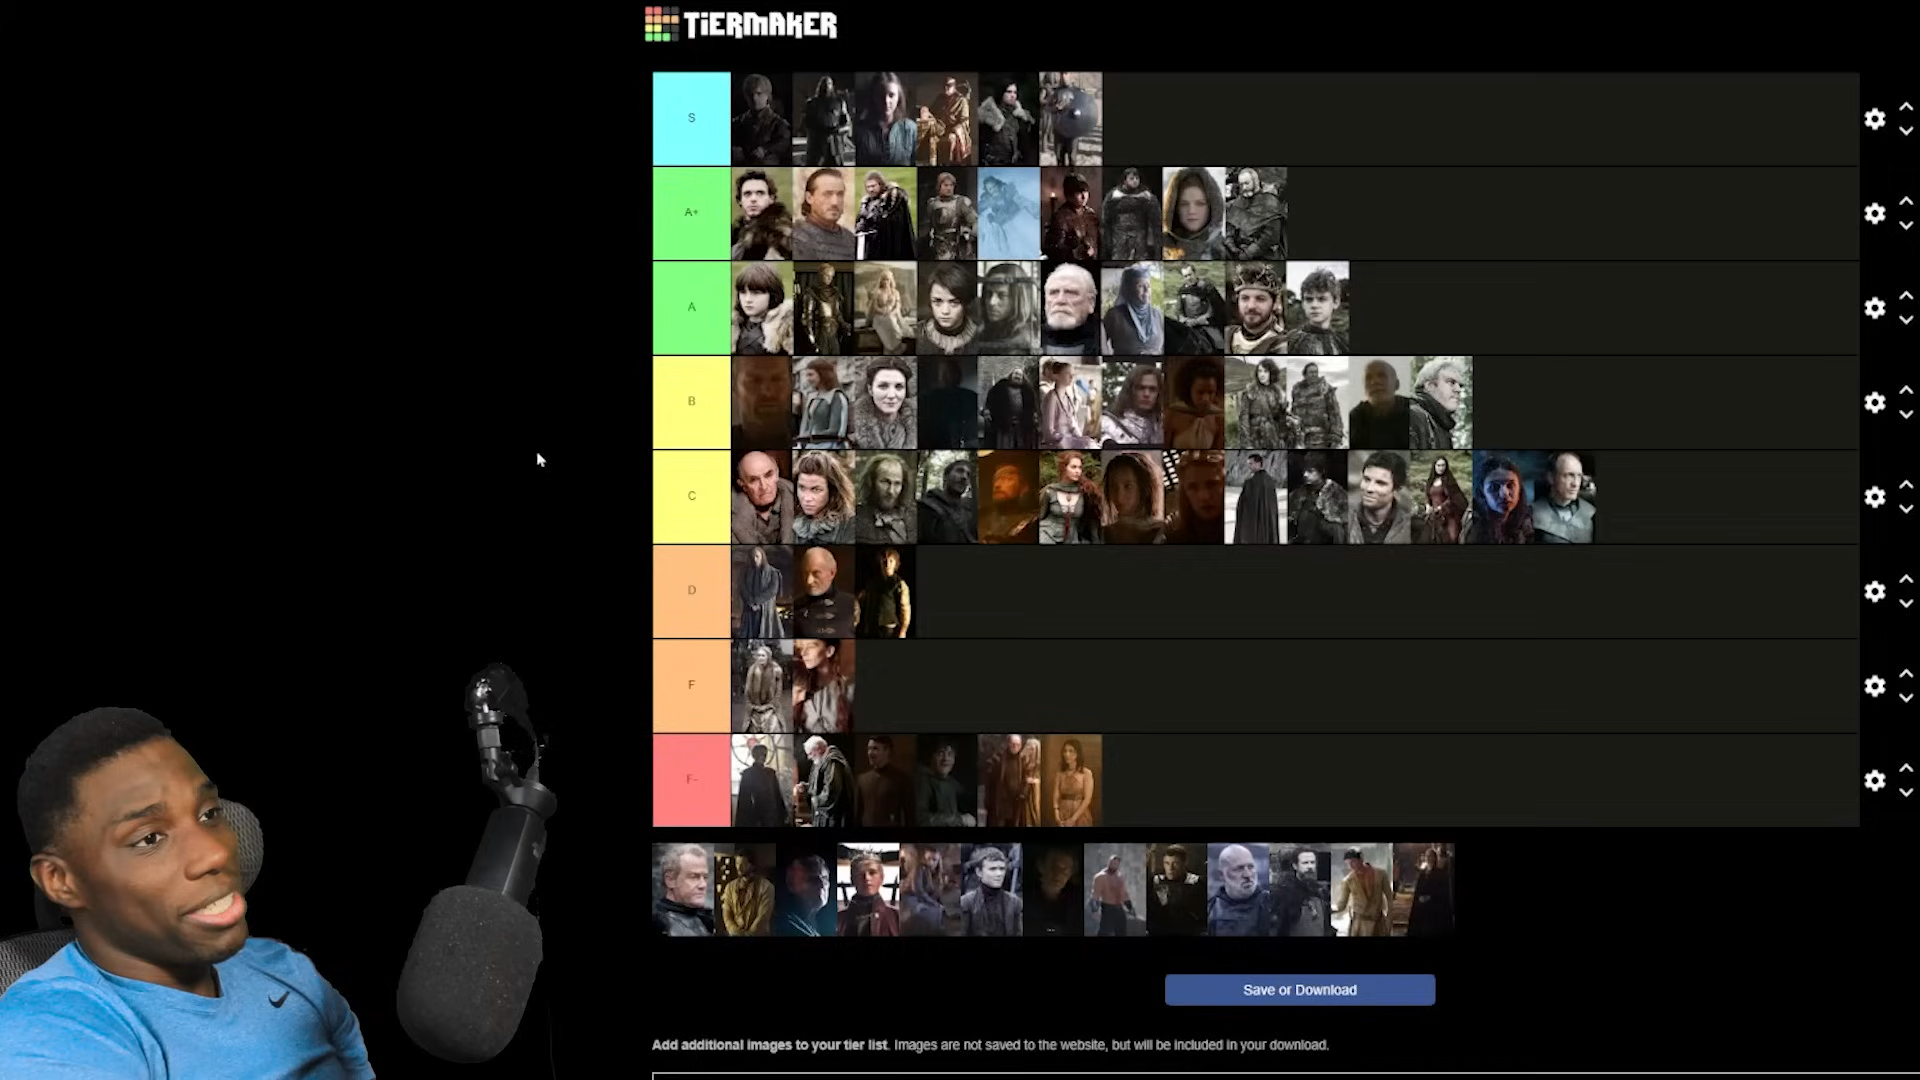 TiERMAKER
S
A+
A
B
C
D
F
F-
Save or Download
Add additional images to your tier list. Images are not saved to the website, but will be included in your download.